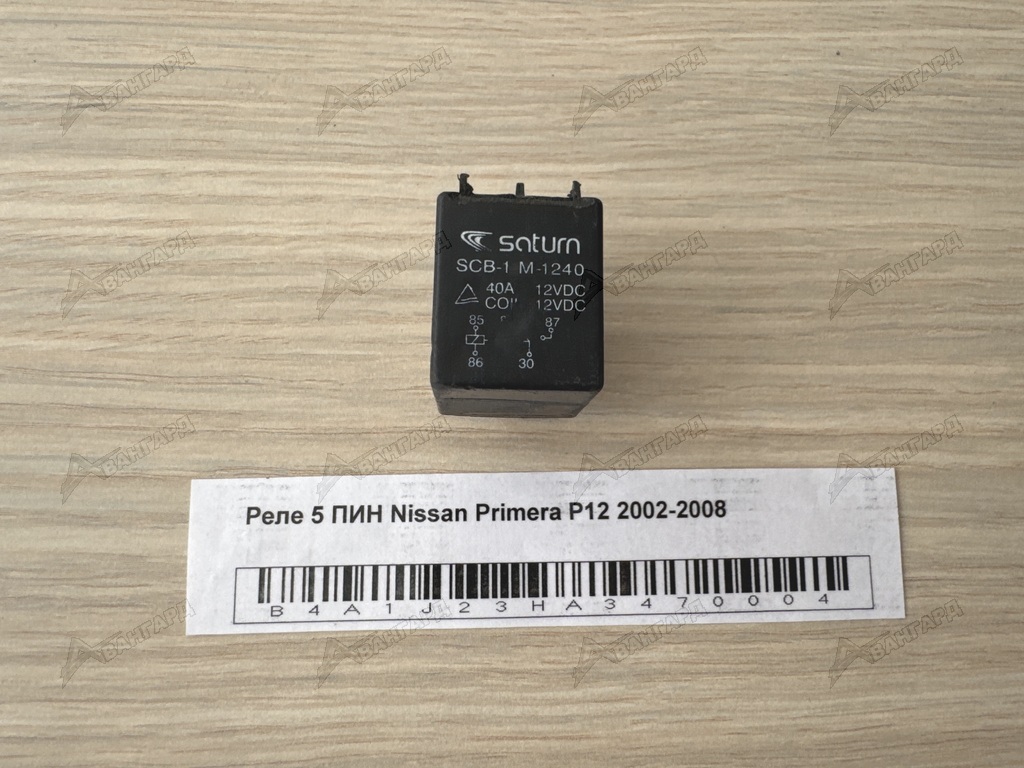 saturn
SCB-1 M-1240
40A 12VDC
12VDC
85 87
86 30
Реле 5 ПИН Nissan Primera P12 2002-2008
B4A1J23HA3470004
АВАНГАРД